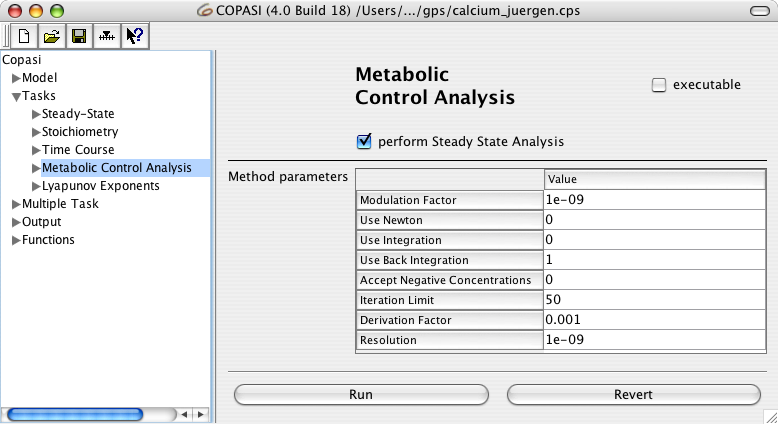 COPASI (4.0 Build 18) /Users/.../gps/calcium_juergen.cps
Copasi
Model
Tasks
Steady-State
Stoichiometry
Time Course
Metabolic Control Analysis
Lyapunov Exponents
Multiple Task
Output
Functions
Metabolic
Control Analysis
executable
perform Steady State Analysis
Method parameters
Value
Modulation Factor 1e-09
Use Newton 0
Use Integration 0
Use Back Integration 1
Accept Negative Concentrations 0
Iteration Limit 50
Derivation Factor 0.001
Resolution 1e-09
Run Revert